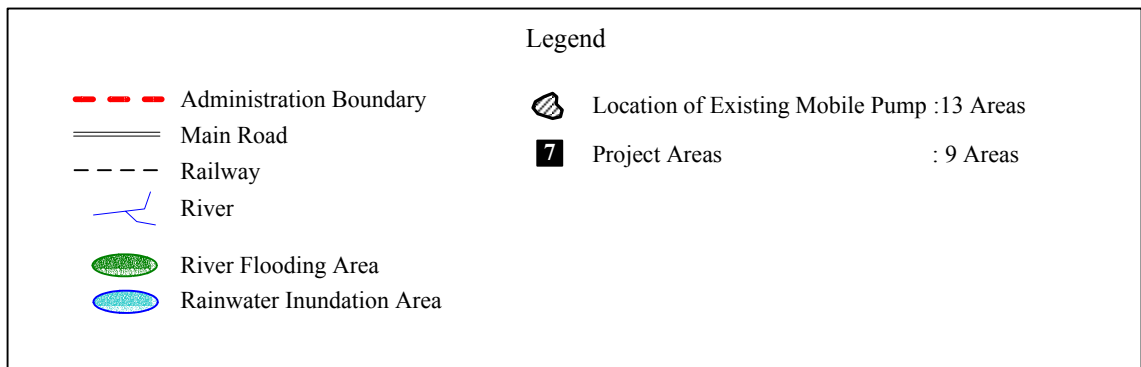 Legend
Administration Boundary
Main Road
Railway
River
River Flooding Area
Rainwater Inundation Area
Location of Existing Mobile Pump :13 Areas
7 Project Areas : 9 Areas